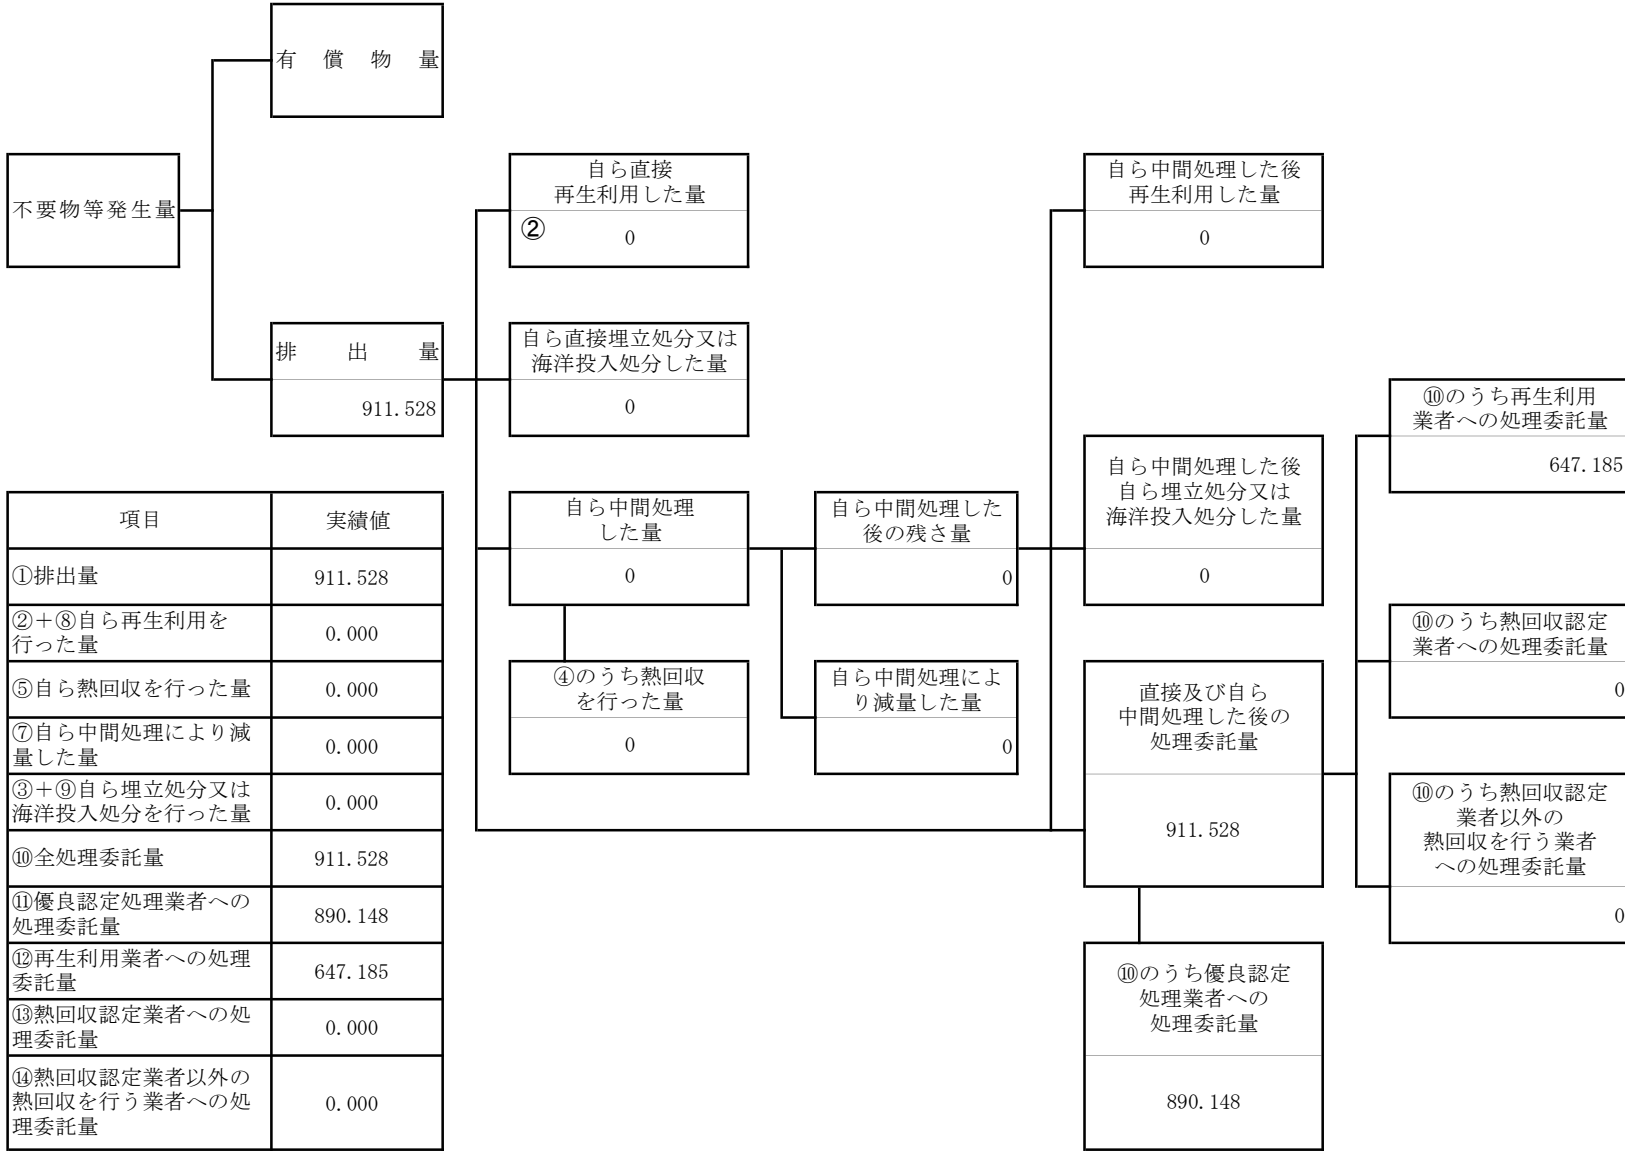 有償物量
不要物等発生量
自ら直接
再生利用した量
②
0
自ら中間処理した後
再生利用した量
0
排出量
911.528
自ら直接埋立処分又は
海洋投入処分した量
0
⑩のうち再生利用
業者への処理委託量
647.185
自ら中間処理
した量
0
自ら中間処理した
後の残さ量
0
自ら中間処理した後
自ら埋立処分又は
海洋投入処分した量
0
④のうち熱回収
を行った量
0
自ら中間処理によ
り減量した量
0
直接及び自ら
中間処理した後の
処理委託量
911.528
⑩のうち熱回収認定
業者への処理委託量
0
⑩のうち熱回収認定
業者以外の
熱回収を行う業者
への処理委託量
0
⑩のうち優良認定
処理業者への
処理委託量
890.148
項目
実績値
①排出量
911.528
②＋⑧自ら再生利用を
行った量
0.000
⑤自ら熱回収を行った量
0.000
⑦自ら中間処理により減
量した量
0.000
③＋⑨自ら埋立処分又は
海洋投入処分を行った量
0.000
⑩全処理委託量
911.528
⑪優良認定処理業者への
処理委託量
890.148
⑫再生利用業者への処理
委託量
647.185
⑬熱回収認定業者への処
理委託量
0.000
⑭熱回収認定業者以外の
熱回収を行う業者への処
理委託量
0.000